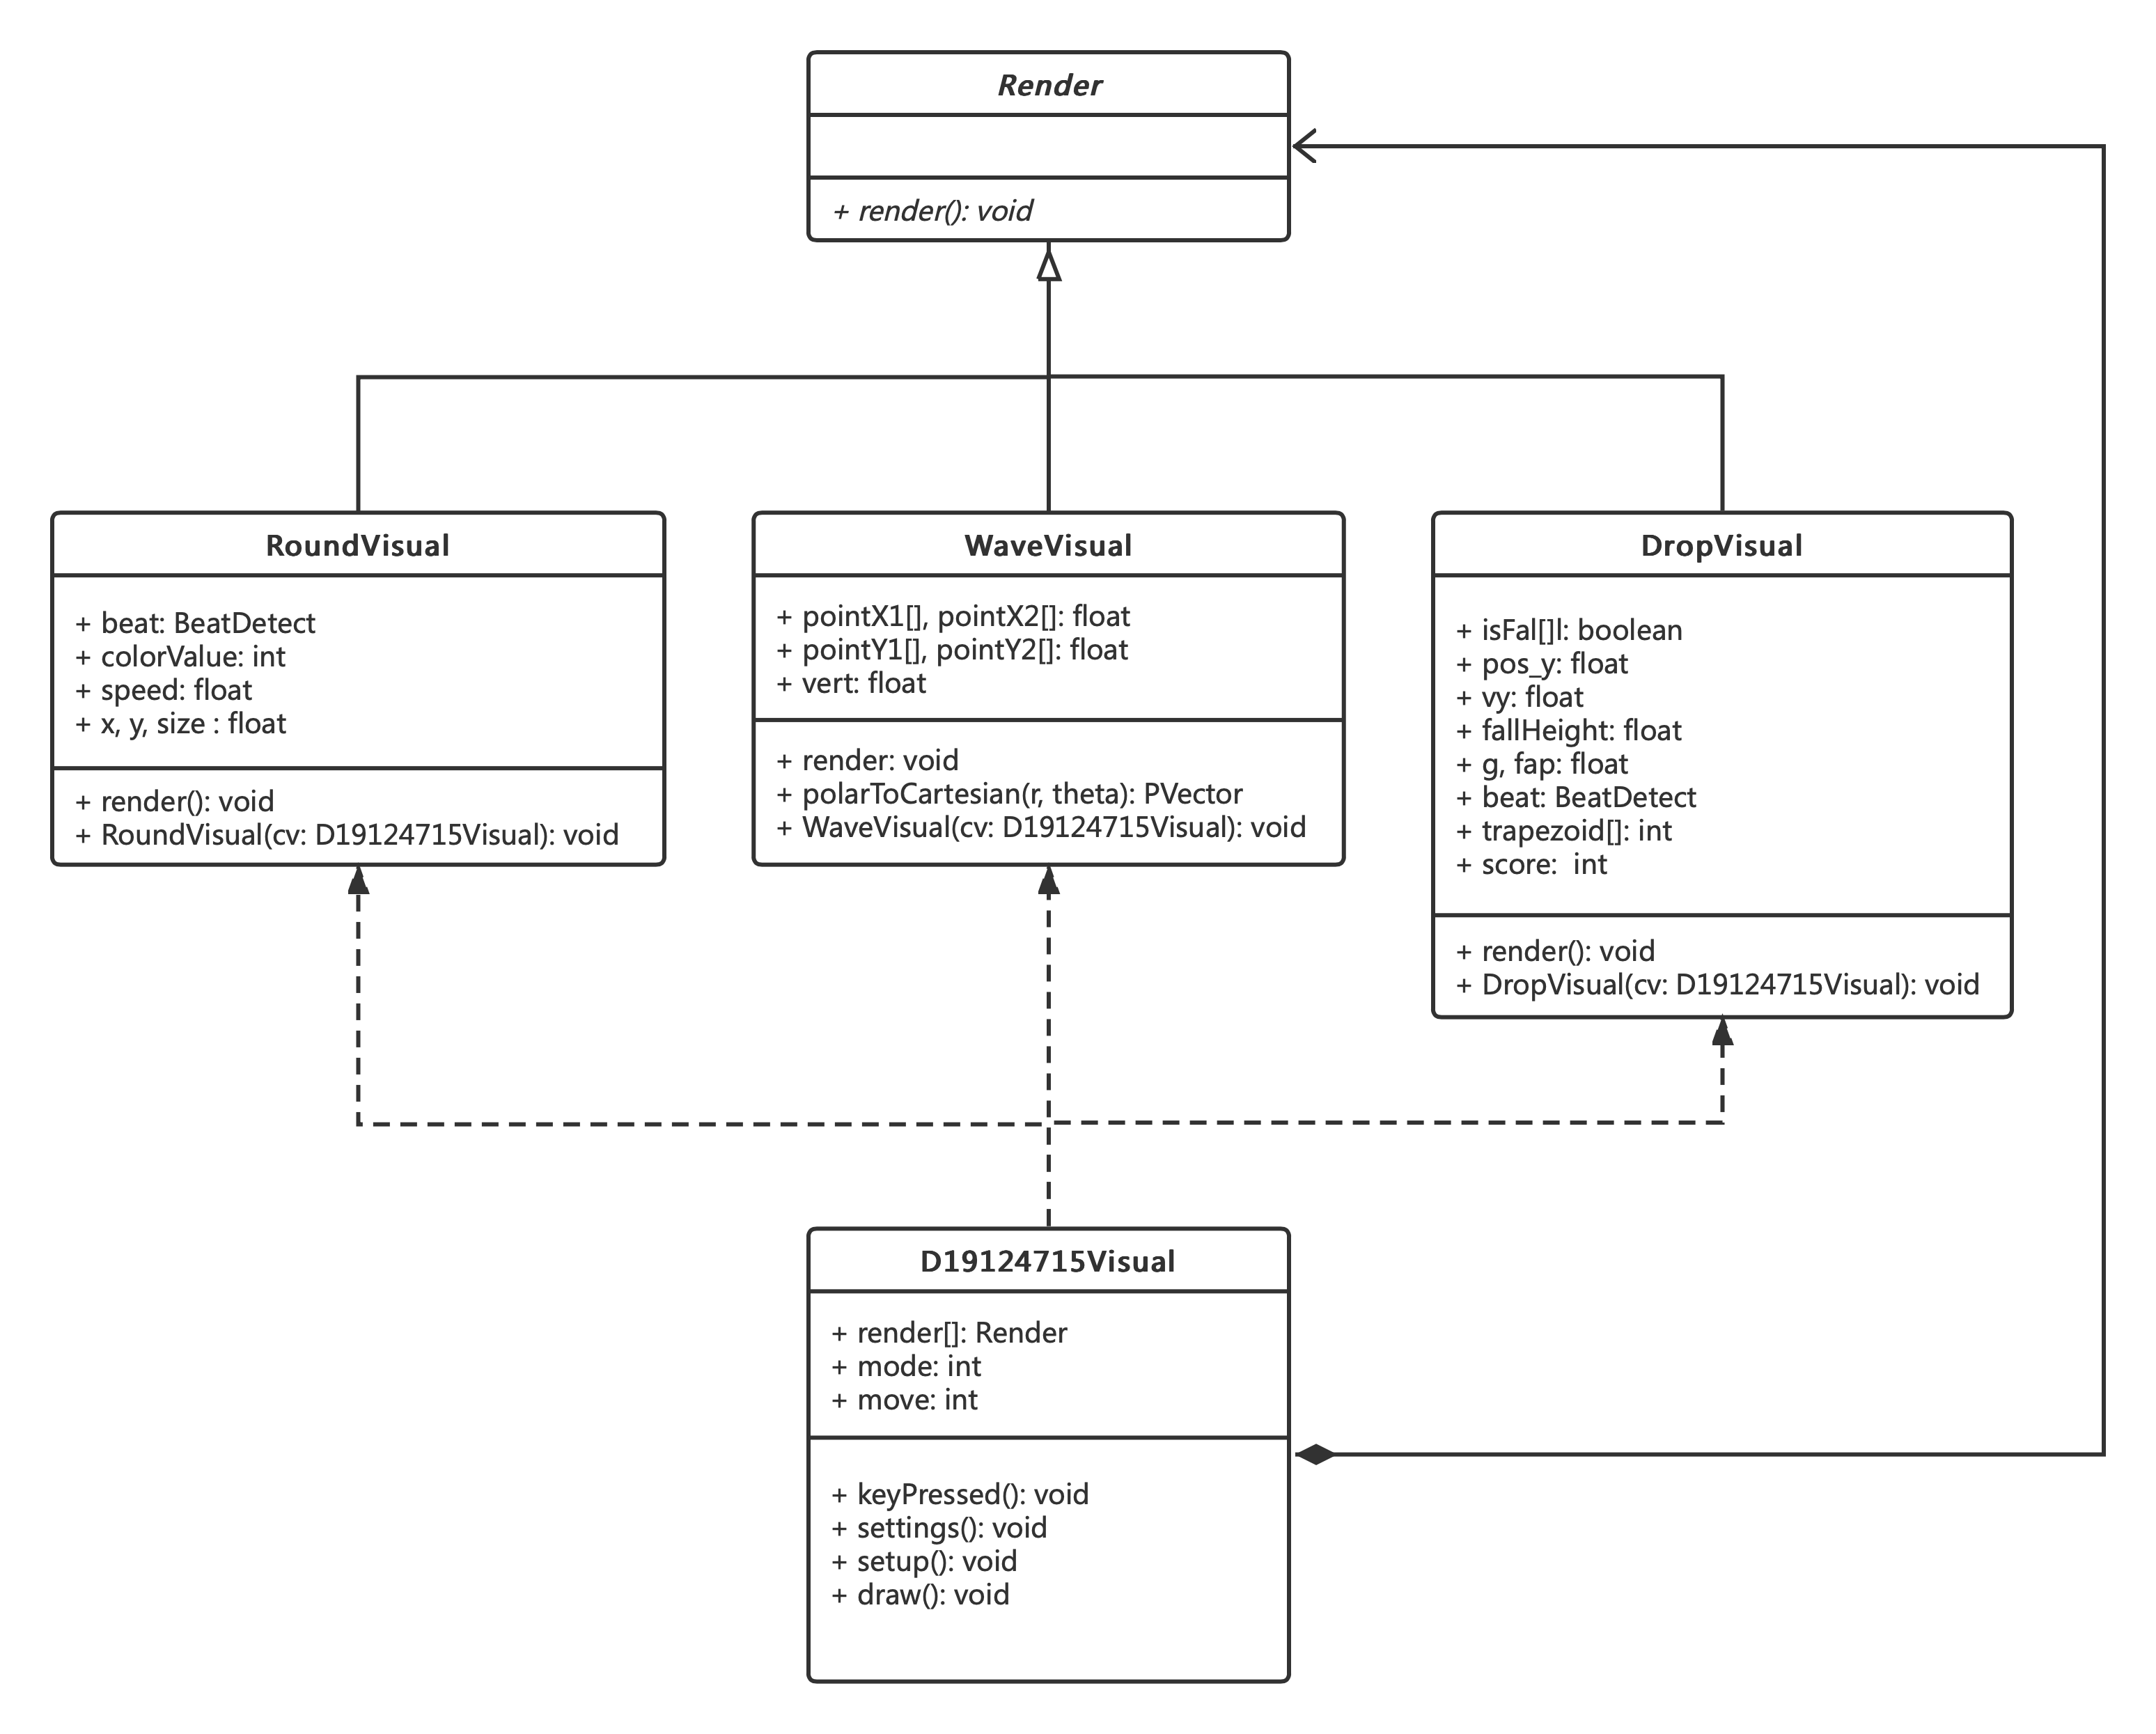 Render
+ render(): void
RoundVisual
+ beat: BeatDetect
+ colorValue: int
+ speed: float
+ x, y, size : float
+ render(): void
+ RoundVisual(cv: D19124715Visual): void
WaveVisual
+ pointX1[], pointX2[]: float
+ pointY1[], pointY2[]: float
+ vert: float
+ render: void
+ polarToCartesian(r, theta): PVector
+ WaveVisual(cv: D19124715Visual): void
DropVisual
+ isFal[]l: boolean
+ pos_y: float
+ vy: float
+ fallHeight: float
+ g, fap: float
+ beat: BeatDetect
+ trapezoid[]: int
+ score:  int
+ render(): void
+ DropVisual(cv: D19124715Visual): void
D19124715Visual
+ render[]: Render
+ mode: int
+ move: int
+ keyPressed(): void
+ settings(): void
+ setup(): void
+ draw(): void